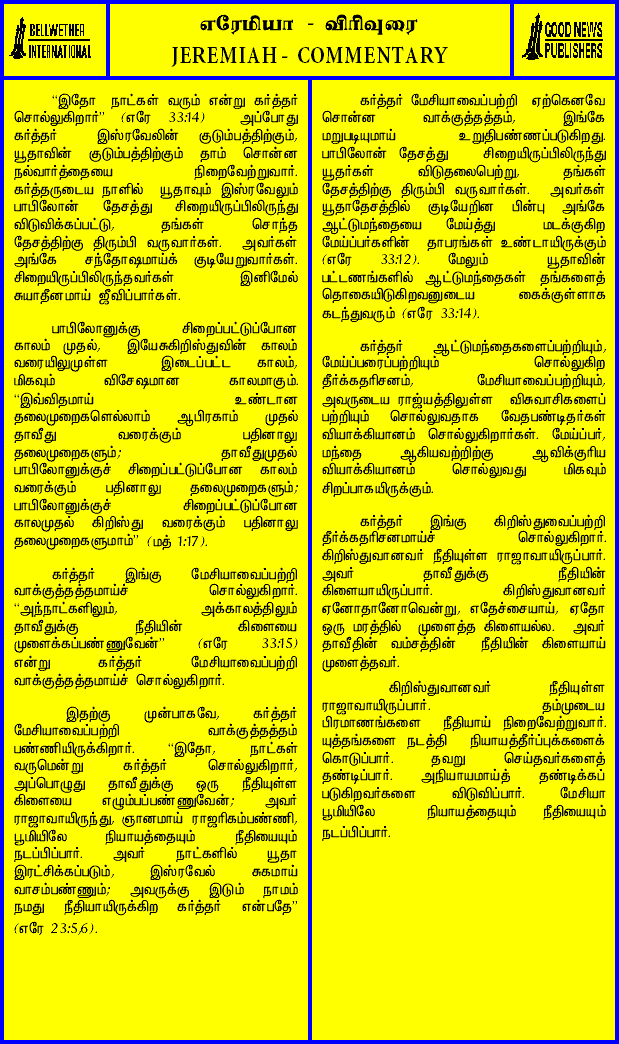 BELLWETHER
INTERNATIONAL
எரேமியா - விரிவுரை
JEREMIAH - COMMENTARY
GOOD NEWS
PUBLISHERS
“இதோ நாட்கள் வரும் என்று கர்த்தர்
சொல்லுகிறார்” (எரே 33:14) அப்போது
கர்த்தர் இஸ்ரவேலின் குடும்பத்திற்கும்,
யூதாவின் குடும்பத்திற்கும் தாம் சொன்ன
நல்வார்த்தையை நிறைவேற்றுவார்.
கர்த்தருடைய நாளில் யூதாவும் இஸ்ரவேலும்
பாபிலோன் தேசத்து சிறையிருப்பிலிருந்து
விடுவிக்கப்பட்டு, தங்கள் சொந்த
தேசத்திற்கு திரும்பி வருவார்கள். அவர்கள்
அங்கே சந்தோஷமாய்க் குடியேறுவார்கள்.
சிறையிருப்பிலிருந்தவர்கள் இனிமேல்
சுயாதீனமாய் ஜீவிப்பார்கள்.
பாபிலோனுக்கு சிறைப்பட்டுப்போன
காலம் முதல், இயேசுகிறிஸ்துவின் காலம்
வரையிலுமுள்ள இடைப்பட்ட காலம்,
மிகவும் விசேஷமான காலமாகும்.
“இவ்விதமாய் உண்டான
தலைமுறைகளெல்லாம் ஆபிரகாம் முதல்
தாவீது வரைக்கும் பதினாலு
தலைமுறைகளும்; தாவீதுமுதல்
பாபிலோனுக்குச் சிறைப்பட்டுப்போன காலம்
வரைக்கும் பதினாலு தலைமுறைகளும்;
பாபிலோனுக்குச் சிறைப்பட்டுப்போன
காலமுதல் கிறிஸ்து வரைக்கும் பதினாலு
தலைமுறைகளுமாம்” (மத் 1:17).
கர்த்தர் இங்கு மேசியாவைப்பற்றி
வாக்குத்தத்தமாய்ச் சொல்லுகிறார்.
“அந்நாட்களிலும், அக்காலத்திலும்
தாவீதுக்கு நீதியின் கிளையை
முளைக்கப்பண்ணுவேன்” (எரே 33:15)
என்று கர்த்தர் மேசியாவைப்பற்றி
வாக்குத்தத்தமாய்ச் சொல்லுகிறார்.
இதற்கு முன்பாகவே, கர்த்தர்
மேசியாவைப்பற்றி வாக்குத்தத்தம்
பண்ணியிருக்கிறார். “இதோ, நாட்கள்
வருமென்று கர்த்தர் சொல்லுகிறார்,
அப்பொழுது தாவீதுக்கு ஒரு நீதியுள்ள
கிளையை எழும்பப்பண்ணுவேன்; அவர்
ராஜாவாயிருந்து, ஞானமாய் ராஜரிகம்பண்ணி,
பூமியிலே நியாயத்தையும் நீதியையும்
நடப்பிப்பார். அவர் நாட்களில் யூதா
இரட்சிக்கப்படும், இஸ்ரவேல் சுகமாய்
வாசம்பண்ணும்; அவருக்கு இடும் நாமம்
நமது நீதியாயிருக்கிற கர்த்தர் என்பதே”
(எரே 23:5,6).
கர்த்தர் மேசியாவைப்பற்றி ஏற்கெனவே
சொன்ன வாக்குத்தத்தம், இங்கே
மறுபடியுமாய் உறுதிபண்ணப்படுகிறது.
பாபிலோன் தேசத்து சிறையிருப்பிலிருந்து
யூதர்கள் விடுதலைபெற்று, தங்கள்
தேசத்திற்கு திரும்பி வருவார்கள். அவர்கள்
யூதாதேசத்தில் குடியேறின பின்பு அங்கே
ஆட்டுமந்தையை மேய்த்து மடக்குகிற
மேய்ப்பர்களின் தாபரங்கள் உண்டாயிருக்கும்
(எரே 33:12). மேலும் யூதாவின்
பட்டணங்களில் ஆட்டுமந்தைகள் தங்களைத்
தொகையிடுகிறவனுடைய கைக்குள்ளாக
கடந்துவரும் (எரே 33:14).
கர்த்தர் ஆட்டுமந்தைகளைப்பற்றியும்,
மேய்ப்பரைப்பற்றியும் சொல்லுகிற
தீர்க்கதரிசனம், மேசியாவைப்பற்றியும்,
அவருடைய ராஜ்யத்திலுள்ள விசுவாசிகளைப்
பற்றியும் சொல்லுவதாக வேதபண்டிதர்கள்
வியாக்கியானம் சொல்லுகிறார்கள். மேய்ப்பர்,
மந்தை ஆகியவற்றிற்கு ஆவிக்குரிய
வியாக்கியானம் சொல்லுவது மிகவும்
சிறப்பாகயிருக்கும்.
கர்த்தர் இங்கு கிறிஸ்துவைப்பற்றி
தீர்க்கதரிசனமாய்ச் சொல்லுகிறார்.
கிறிஸ்துவானவர் நீதியுள்ள ராஜாவாயிருப்பார்.
அவர் தாவீதுக்கு நீதியின்
கிளையாயிருப்பார். கிறிஸ்துவானவர்
ஏனோதானோவென்று, எதேச்சையாய், ஏதோ
ஒரு மரத்தில் முளைத்த கிளையல்ல. அவர்
தாவீதின் வம்சத்தின் நீதியின் கிளையாய்
முளைத்தவர்.
கிறிஸ்துவானவர் நீதியுள்ள
ராஜாவாயிருப்பார். தம்முடைய
பிரமாணங்களை நீதியாய் நிறைவேற்றுவார்.
யுத்தங்களை நடத்தி நியாயத்தீர்ப்புக்களைக்
கொடுப்பார். தவறு செய்தவர்களைத்
தண்டிப்பார். அநியாயமாய்த் தண்டிக்கப்
படுகிறவர்களை விடுவிப்பார். மேசியா
பூமியிலே நியாயத்தையும் நீதியையும்
நடப்பிப்பார்.